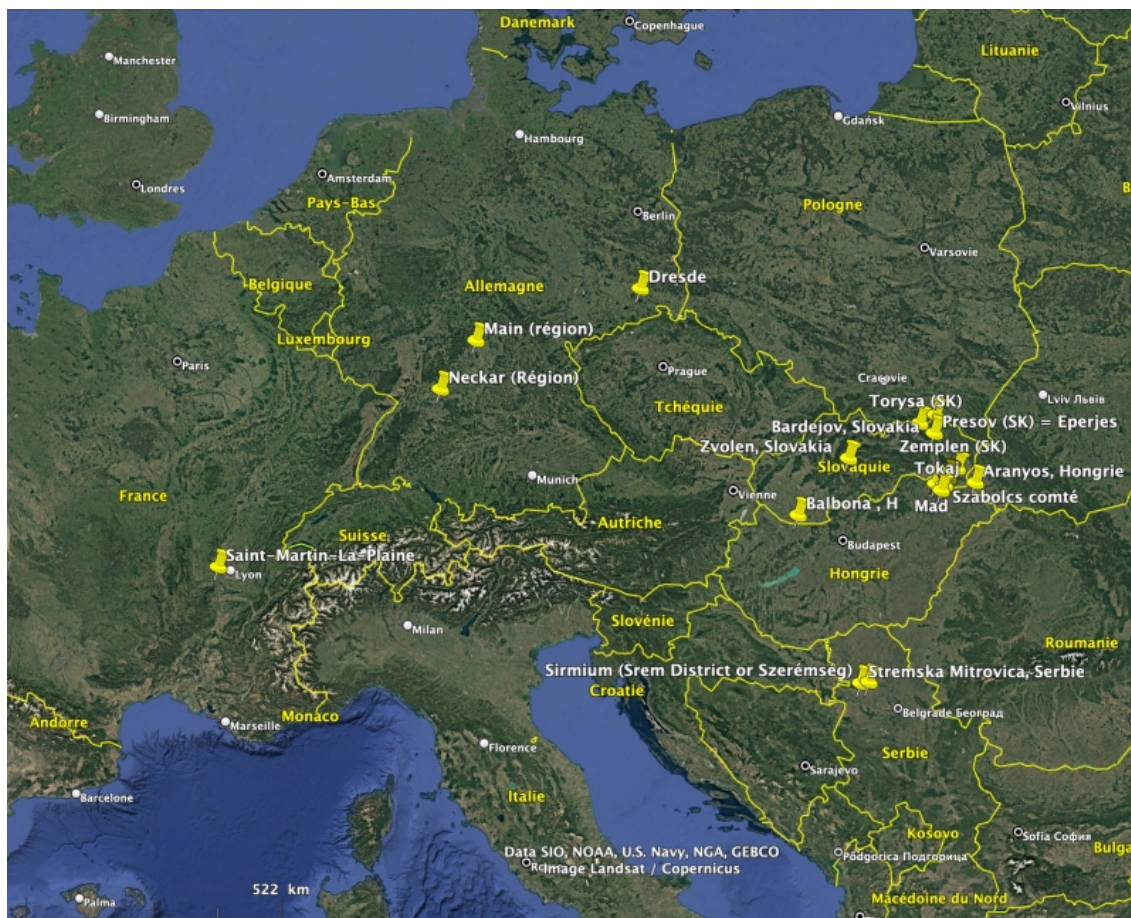 Danemark
Copenhague
Lituanie
Manchester
Vilnius
Birmingham
Gdańsk
Hambourg
Londres
Amsterdam
Pays-Bas
Berlin
Pologne
Varsovie
Belgique
Allemagne
Dresde
Luxembourg
Main (région)
Paris
Prague
Cracovie
Neckar (Région)
Lviv Львів
Tchéquie
Torysa (SK)
Bardejov, Slovakia
Presov (SK) = Eperjes
Zvolen, Slovakia
Zemplen (SK)
Slovaquie
Tokaj
Aranyos, Hongrie
Munich
Vienne
France
Balbona , H
Mad
Szabolcs comté
Autriche
Suisse
Budapest
Saint-Martin-La-Plaine
Lyon
Hongrie
Slovénie
Milan
Roumanie
Sirmium (Srem District or Szerémség)
Stremska Mitrovica, Serbie
Croatie
Andorre
Marseille
Monaco
Belgrade Београд
Florence
Serbie
Sarajevo
Barcelone
Italie
Kosovo
Sofia София
Bulga
Data SIO, NOAA, U.S. Navy, NGA, GEBCO
Podgorica Подгорица
Image Landsat / Copernicus
522 km
Palma
Macédoine du Nord